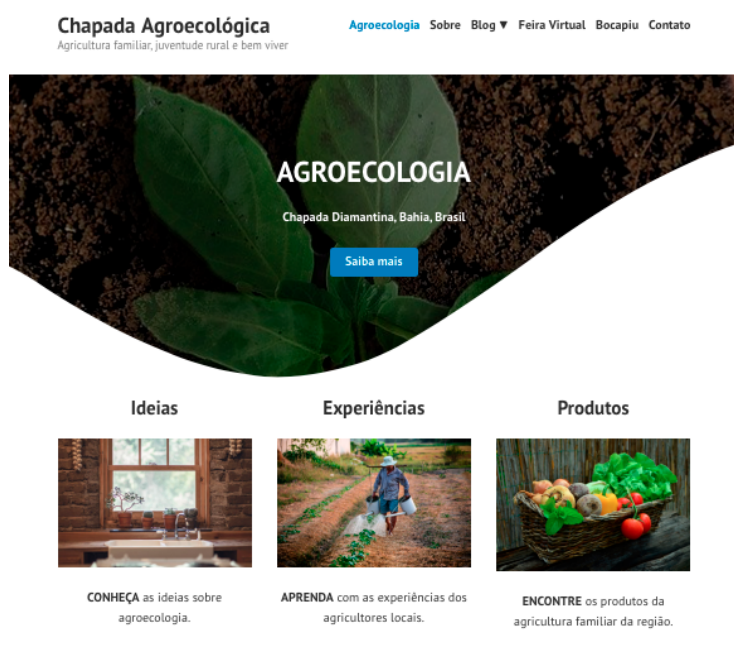 Chapada Agroecológica
Agricultura familiar, juventude rural e bem viver
Agroecologia Sobre Blog ▼ Feira Virtual Bocapiu Contato
AGROECOLOGIA
Chapada Diamantina, Bahia, Brasil
Saiba mais
Ideias
CONHEÇA as ideias sobre
agroecologia.
Experiências
APRENDA com as experiências dos
agricultores locais.
Produtos
ENCONTRE os produtos da
agricultura familiar da região.